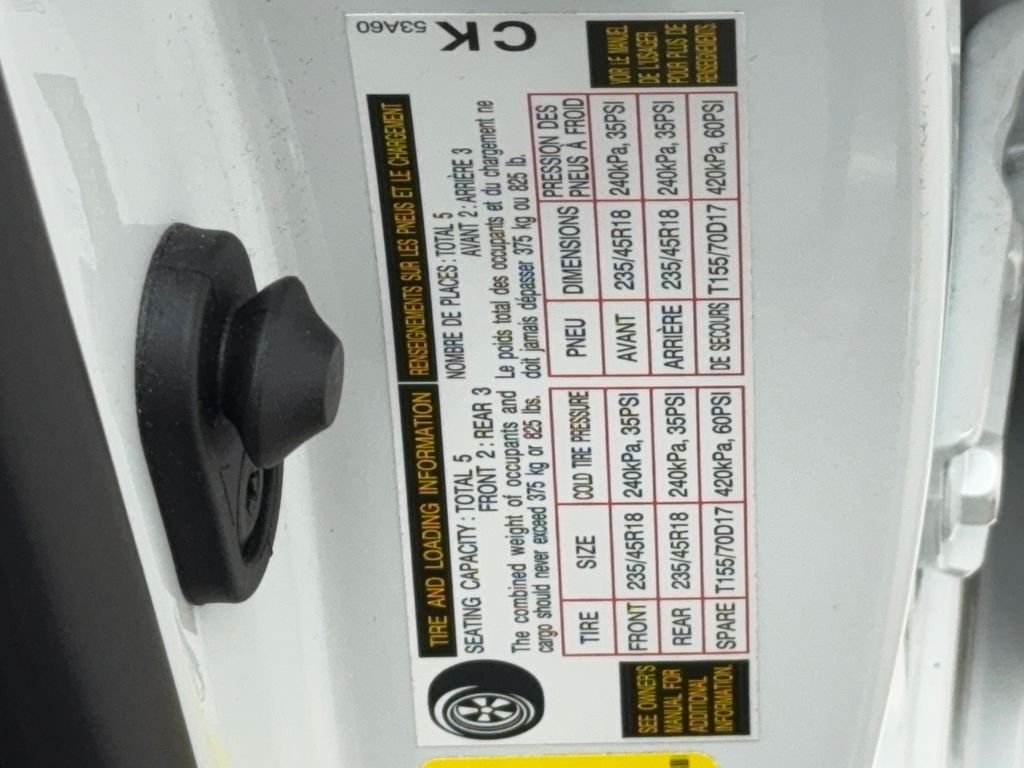 TIRE AND LOADING INFORMATION
SEATING CAPACITY : TOTAL 5
FRONT 2 : REAR 3
The combined weight of occupants and
cargo should never exceed 375 kg or 825 lbs.
TIRE SIZE COLD TIRE PRESSURE
FRONT 235/45R18 240kPa, 35PSI
REAR 235/45R18 240kPa, 35PSI
SPARE T155/70D17 420kPa, 60PSI
SEE OWNER'S
MANUAL FOR
ADDITIONAL
INFORMATION.
RENSEIGNEMENTS SUR LES PNEUS ET LE CHARGEMENT
NOMBRE DE PLACES : TOTAL 5
AVANT 2 : ARRIÈRE 3
Le poids total des occupants et du chargement ne
doit jamais dépasser 375 kg ou 825 lb.
PNEU DIMENSIONS PRESSION DES
PNEUS À FROID
AVANT 235/45R18 240kPa, 35PSI
ARRIÈRE 235/45R18 240kPa, 35PSI
DE SECOURS T155/70D17 420kPa, 60PSI
VOIR LE MANUEL
DE L'USAGER
POUR PLUS DE
RENSEIGNEMENTS.
53A60
CK